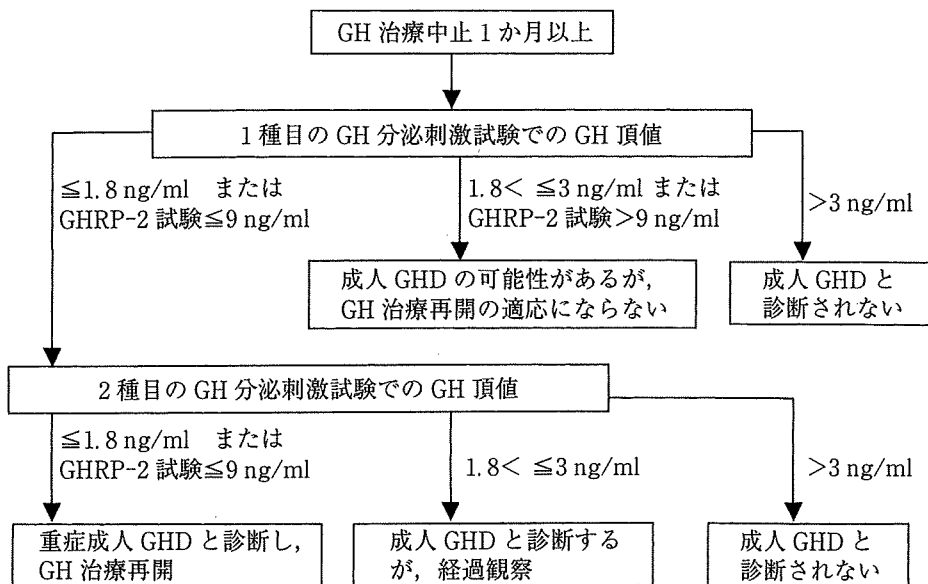 GH 治療中止 1 か月以上
1 種目の GH 分泌刺激試験での GH 頂値
≦1.8 ng/ml または
GHRP-2 試験≦9 ng/ml
1.8< ≦3 ng/ml または
GHRP-2 試験>9 ng/ml
>3 ng/ml
成人 GHD の可能性があるが,
GH 治療再開の適応にならない
成人 GHD と
診断されない
2 種目の GH 分泌刺激試験での GH 頂値
≦1.8 ng/ml または
GHRP-2 試験≦9 ng/ml
1.8< ≦3 ng/ml
>3 ng/ml
重症成人 GHD と診断し,
GH 治療再開
成人 GHD と診断する
が, 経過観察
成人 GHD と
診断されない